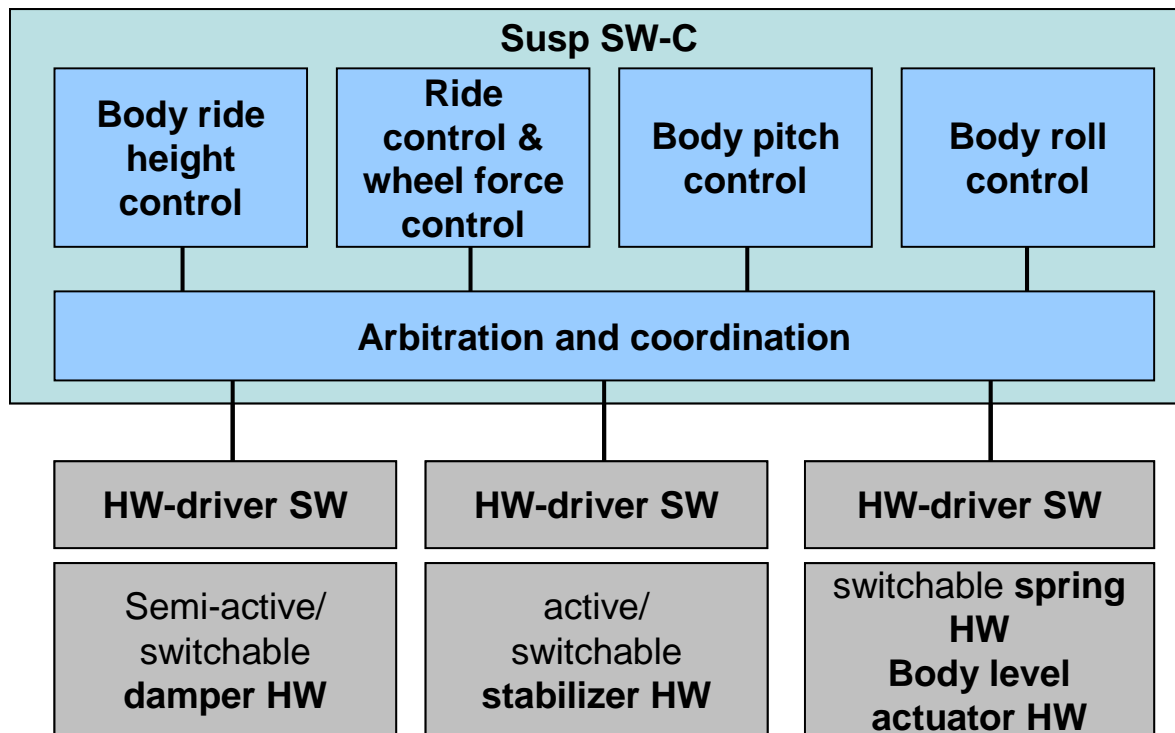 Susp SW-C
Body ride
height
control
Ride
control &
wheel force
control
Body pitch
control
Body roll
control
Arbitration and coordination
HW-driver SW
HW-driver SW
HW-driver SW
Semi-active/
switchable
damper HW
active/
switchable
stabilizer HW
switchable spring
HW
Body level
actuator HW